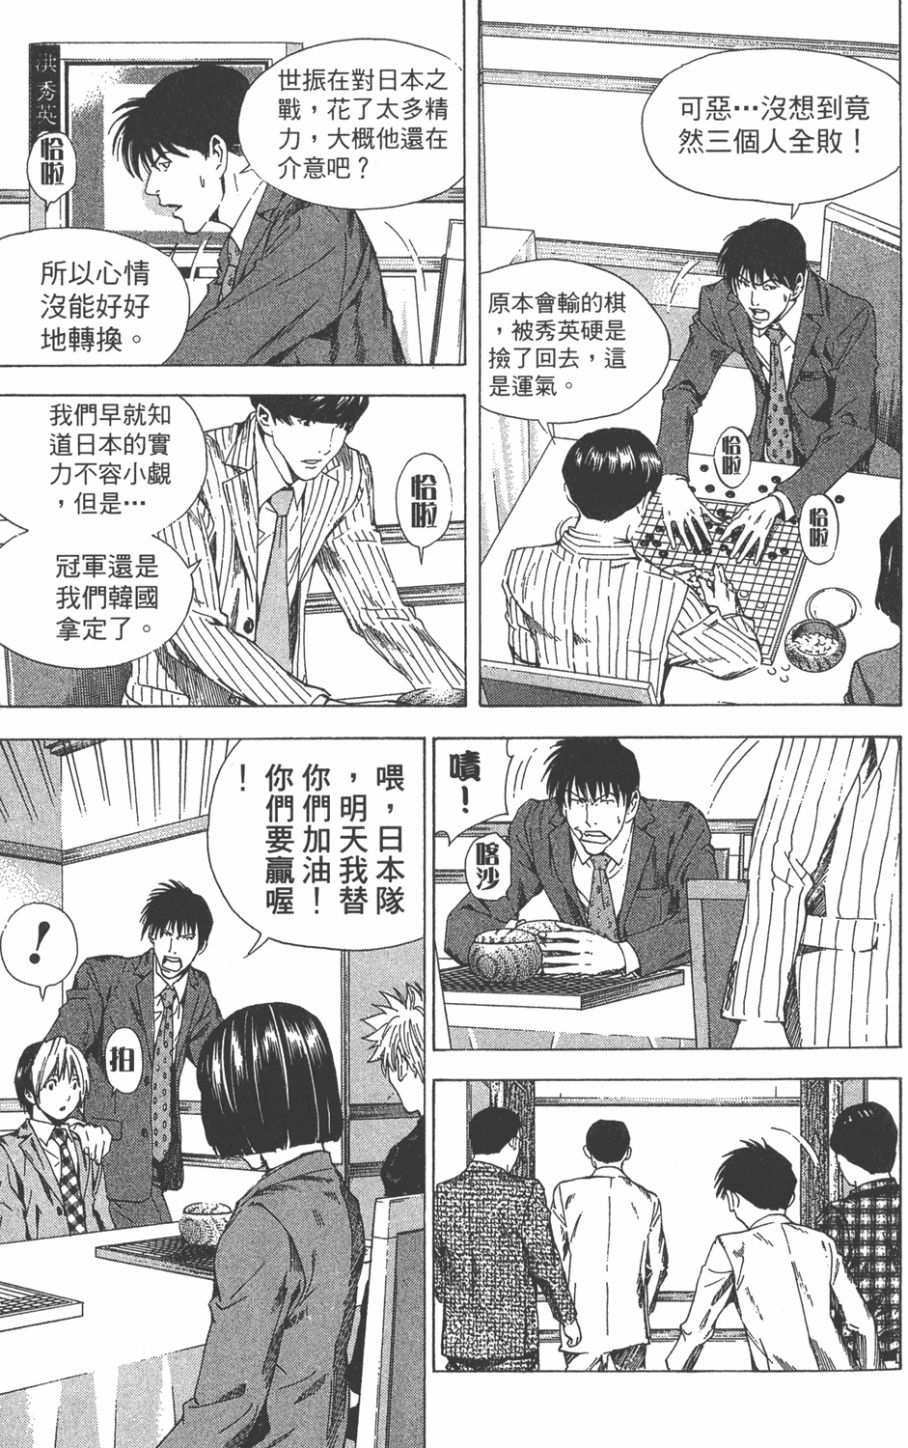 可惡…沒想到竟
然三個人全敗！
原本會輸的棋
，被秀英硬是
撿了回去，這
是運氣。
恰啦
恰啦
世振在對日本之
戰，花了太多精
力，大概他還在
介意吧？
洪秀英
恰啦
所以心情
沒能好好
地轉換。
我們早就知
道日本的實
力不容小覷
，但是…
恰啦
冠軍還是
我們韓國
拿定了。
嘖！
喀沙
喂，日本隊
，明天我替
你們加油！
你們要贏喔
！
！
拍